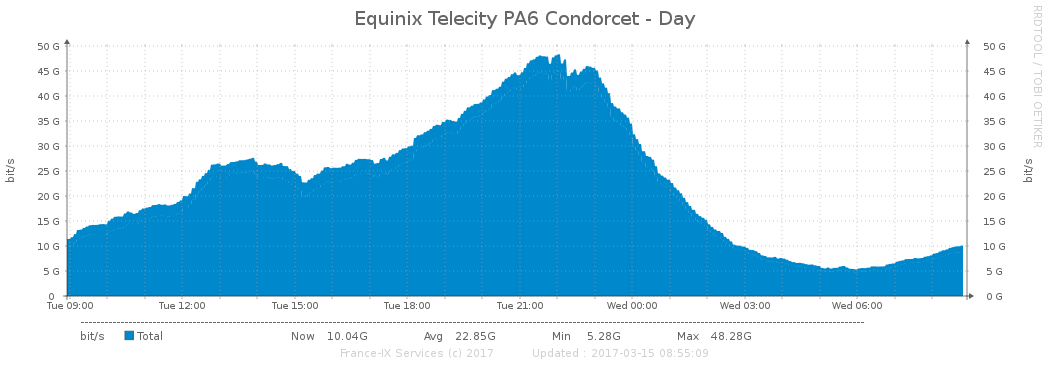 Equinix Telecity PA6 Condorcet - Day
RRDTOOL / TOBI OETIKER
bit/s
50 G
45 G
40 G
35 G
30 G
25 G
20 G
15 G
10 G
5 G
0
50 G
45 G
40 G
35 G
30 G
25 G
20 G
15 G
10 G
5 G
0 G
bit/s
Tue 09:00 Tue 12:00 Tue 15:00 Tue 18:00 Tue 21:00 Wed 00:00 Wed 03:00 Wed 06:00
bit/s Total Now 10.04G Avg 22.85G Min 5.28G Max 48.28G
France-IX Services (c) 2017 Updated : 2017-03-15 08:55:09